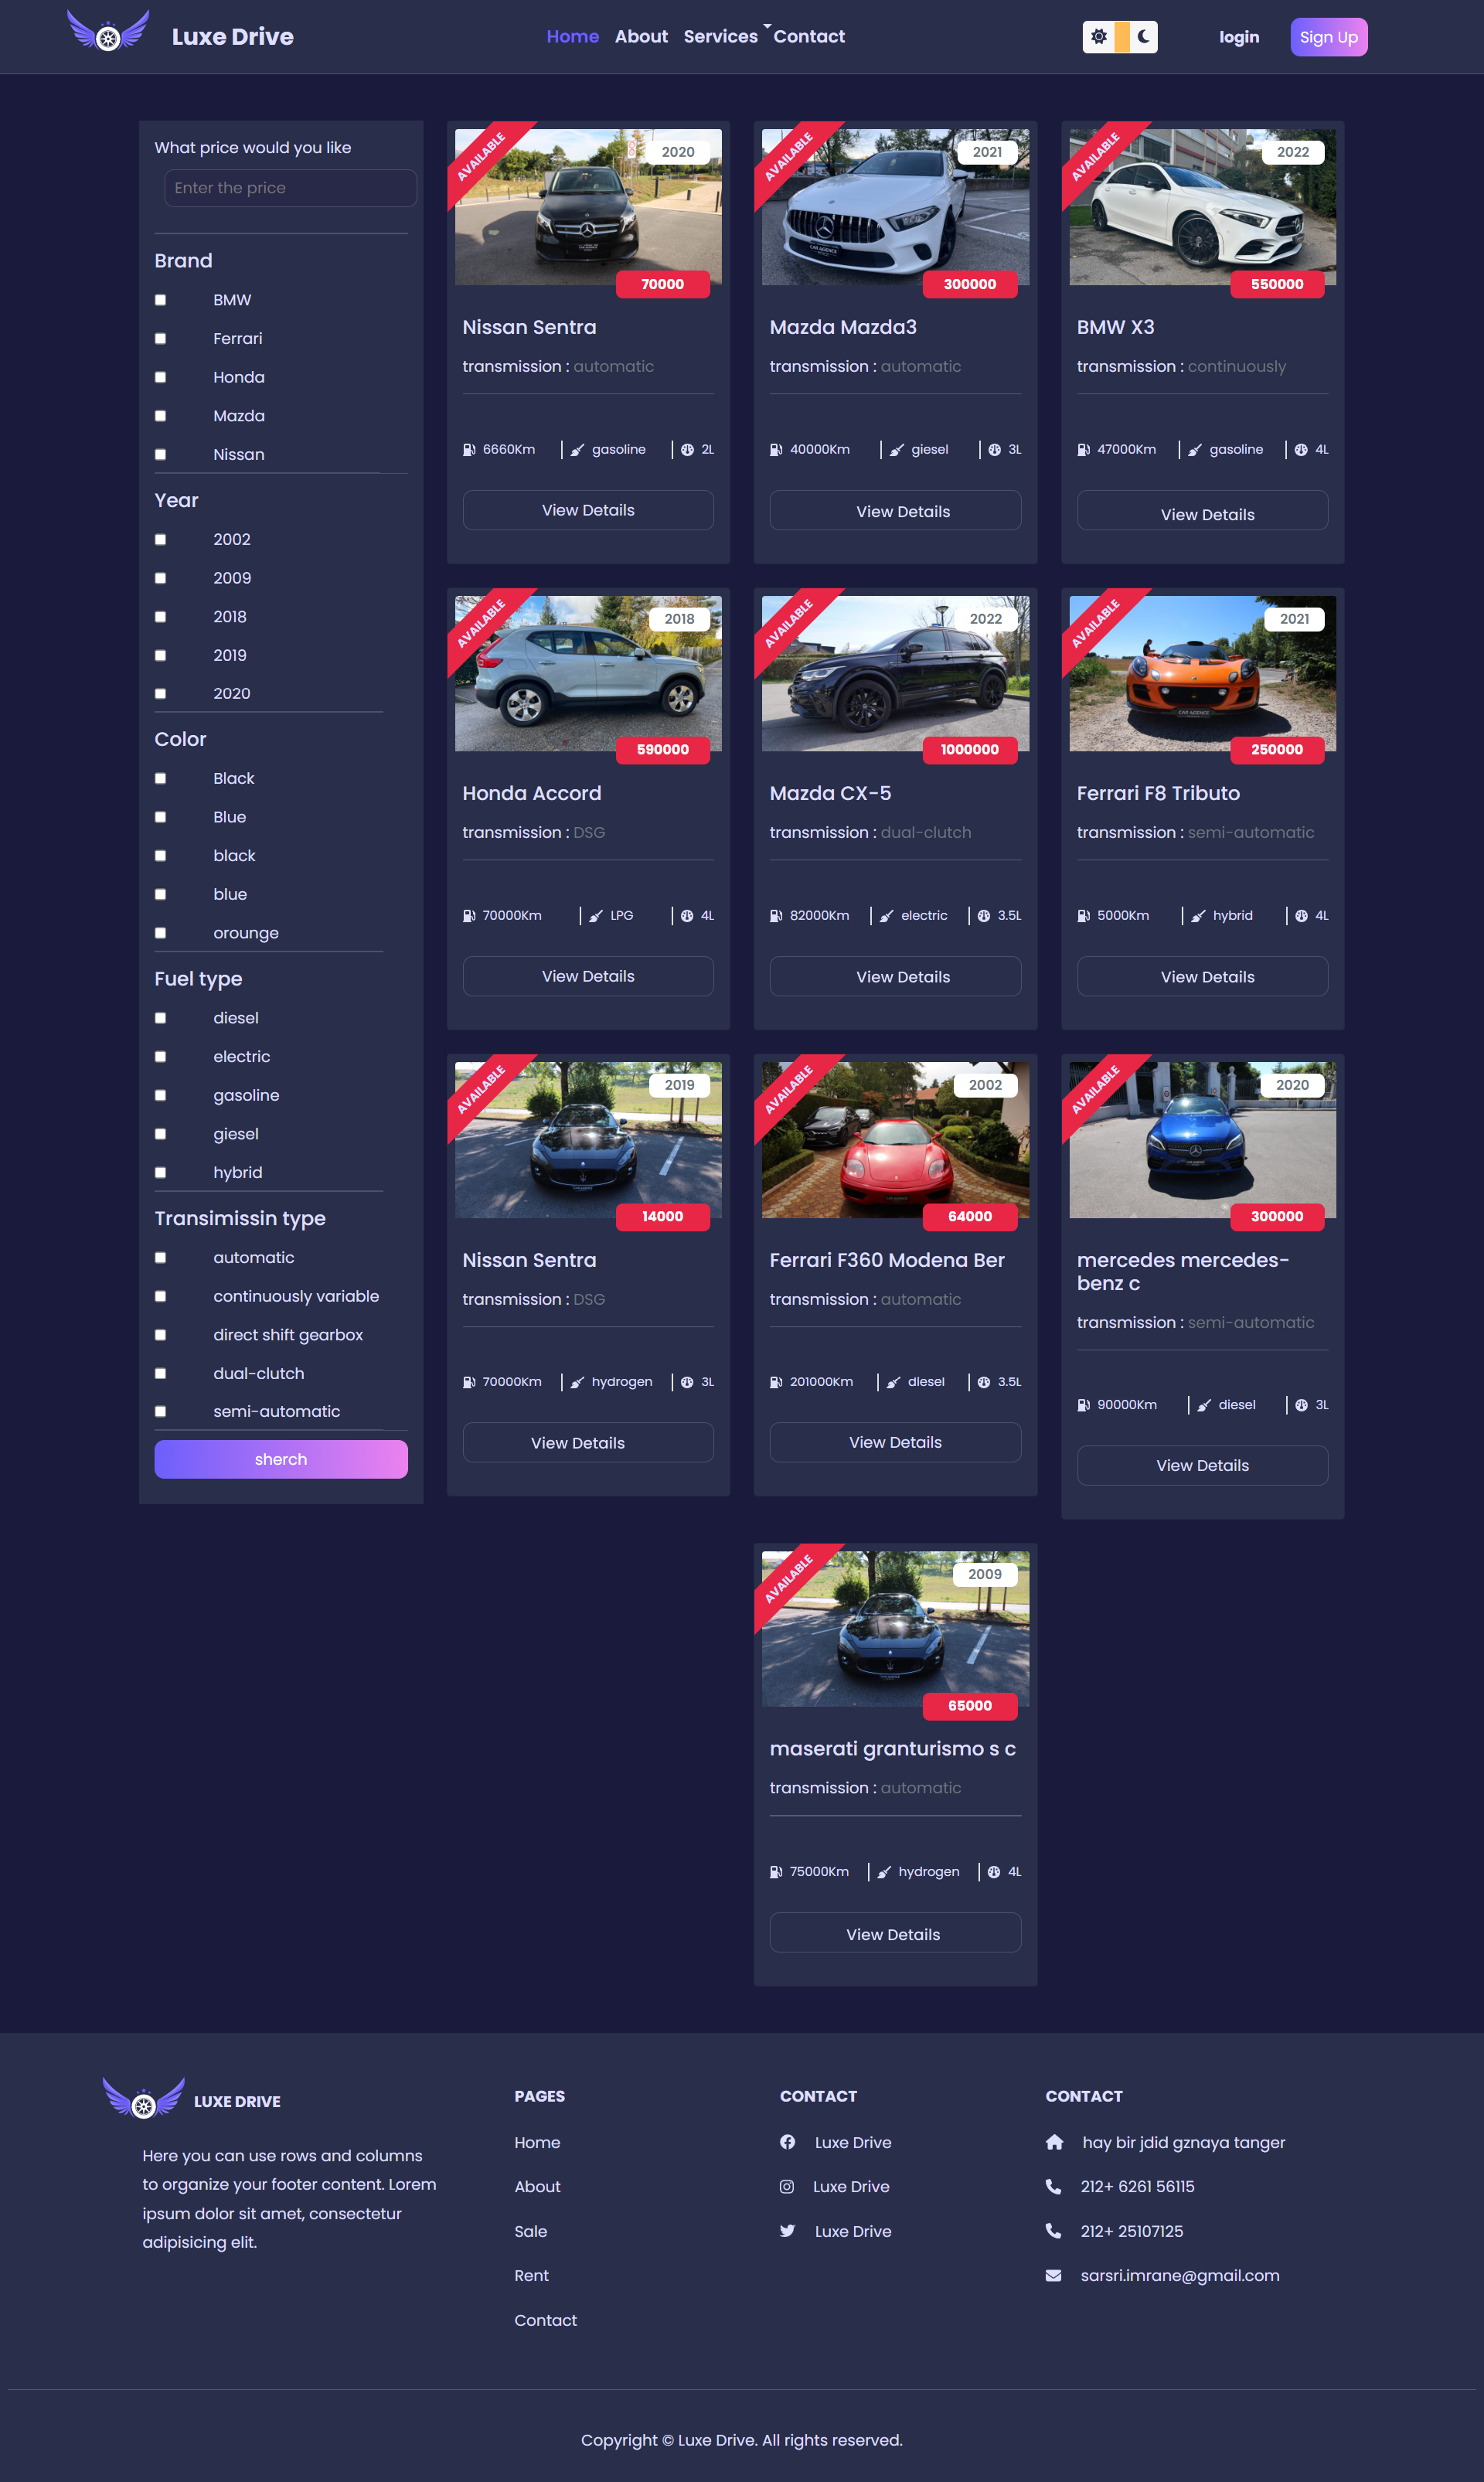 Luxe Drive
Home About Services Contact
login
Sign Up
What price would you like
Enter the price
Brand
BMW
Ferrari
Honda
Mazda
Nissan
Year
2002
2009
2018
2019
2020
Color
Black
Blue
black
blue
orounge
Fuel type
diesel
electric
gasoline
giesel
hybrid
Transimissin type
automatic
continuously variable
direct shift gearbox
dual-clutch
semi-automatic
sherch
AVAILABLE
2020
70000
Nissan Sentra
transmission : automatic
6660Km gasoline 2L
View Details
AVAILABLE
2021
CAR AGENCE
300000
Mazda Mazda3
transmission : automatic
40000Km giesel 3L
View Details
AVAILABLE
2022
550000
BMW X3
transmission : continuously
47000Km gasoline 4L
View Details
AVAILABLE
2018
590000
Honda Accord
transmission : DSG
70000Km LPG 4L
View Details
AVAILABLE
2022
1000000
Mazda CX-5
transmission : dual-clutch
82000Km electric 3.5L
View Details
AVAILABLE
2021
CAR AGENCE
250000
Ferrari F8 Tributo
transmission : semi-automatic
5000Km hybrid 4L
View Details
AVAILABLE
2019
14000
Nissan Sentra
transmission : DSG
70000Km hydrogen 3L
View Details
AVAILABLE
2002
64000
Ferrari F360 Modena Ber
transmission : automatic
201000Km dlesel 3.5L
View Details
AVAILABLE
2020
300000
mercedes mercedes-
benz c
transmission : semi-automatic
90000Km diesel 3L
View Details
AVAILABLE
2009
65000
maserati granturismo s c
transmission : automatic
75000Km hydrogen 4L
View Details
LUXE DRIVE
Here you can use rows and columns
to organize your footer content. Lorem
ipsum dolor sit amet, consectetur
adipisicing elit.
PAGES
Home
About
Sale
Rent
Contact
CONTACT
Luxe Drive
Luxe Drive
Luxe Drive
CONTACT
hay bir jdid gznaya tanger
212+ 6261 56115
212+ 25107125
sarsri.imrane@gmail.com
Copyright © Luxe Drive. All rights reserved.